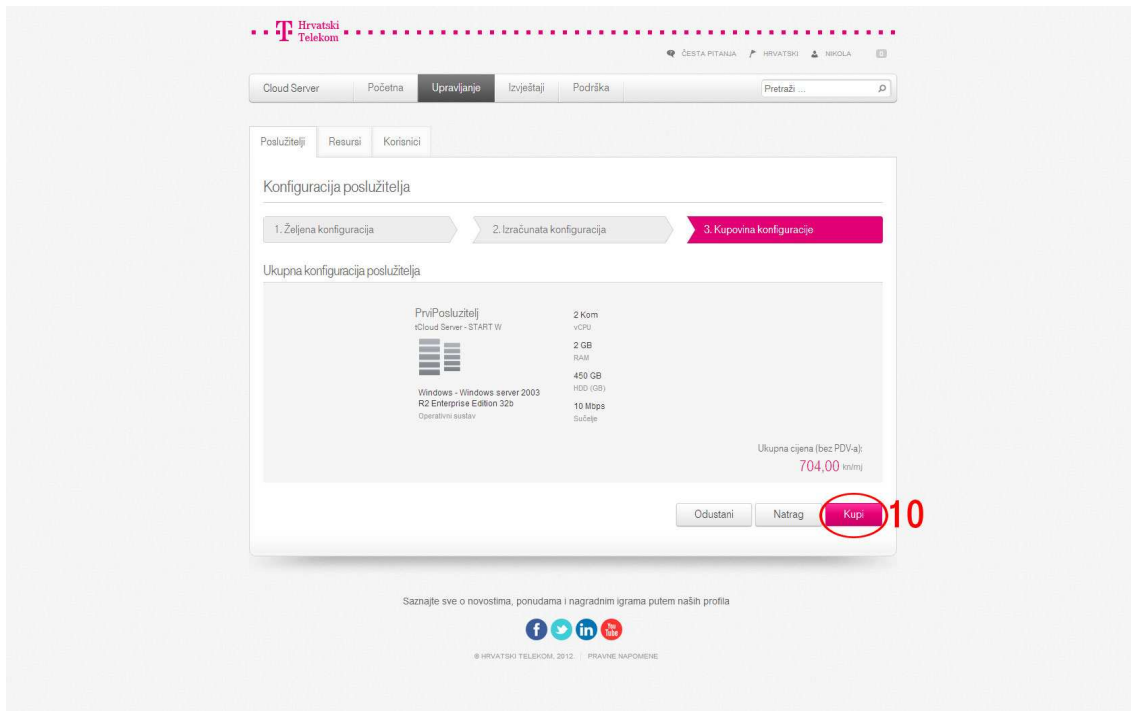 Hrvatski
Telekom
ČESTA PITANJA HRVATSKI NIKOLA
Cloud Server Početna Upravljanje Izvještaji Podrška Pretraži ...
Poslužitelji Resursi Korisnici
Konfiguracija poslužitelja
1. Željena konfiguracija 2. Izračunata konfiguracija 3. Kupovina konfiguracije
Ukupna konfiguracija poslužitelja
PrviPosluzitelj
tCloud Server - START W
Windows - Windows server 2003
R2 Enterprise Edition 32b
Operativni sustav
2 Kom
vCPU
2 GB
RAM
450 GB
HDD (GB)
10 Mbps
Sučelje
Ukupna cijena (bez PDV-a):
704,00 kn/mj
Odustani Natrag Kupi 10
Saznajte sve o novostima, ponudama i nagradnim igrama putem naših profila
f in You Tube
© HRVATSKI TELEKOM, 2012. | PRAVNE NAPOMENE